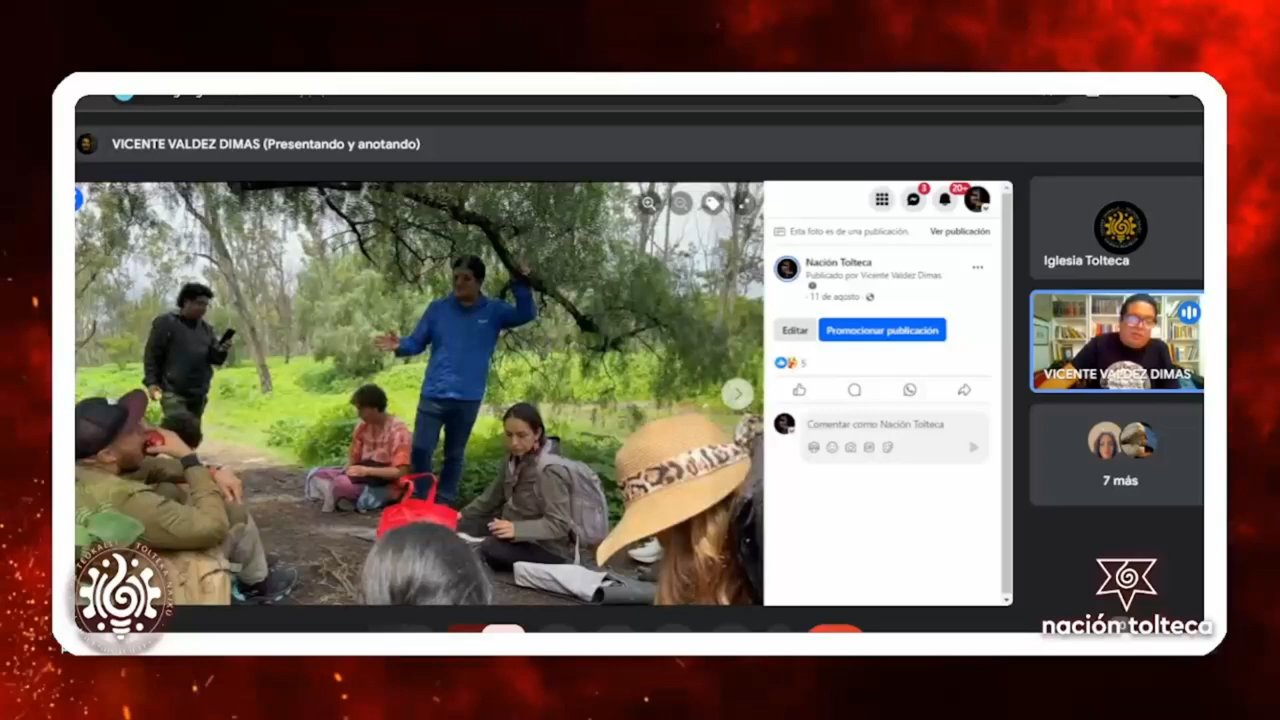 VICENTE VALDEZ DIMAS (Presentando y anotando)
3
20+
Esta foto es de una publicación.
Ver publicación
Nación Tolteca
Publicado por Vicente Valdez Dimas
· 11 de agosto ·
Editar
Promocionar publicación
5
Comentar como Nación Tolteca
Iglesia Tolteca
VICENTE VALDEZ DIMAS
7 más
nación tolteca